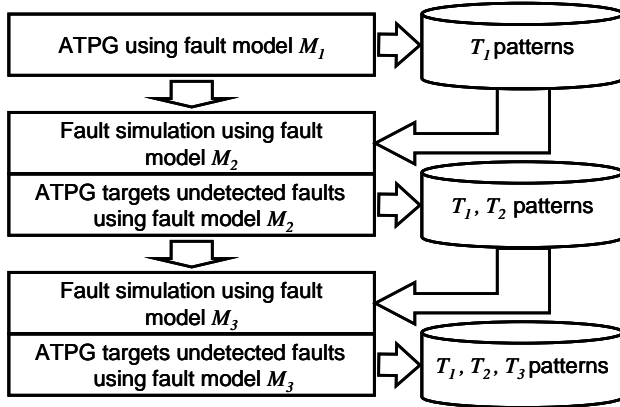 ATPG using fault model M1
T1 patterns
Fault simulation using fault
model M2
ATPG targets undetected faults
using fault model M2
T1, T2 patterns
Fault simulation using fault
model M3
ATPG targets undetected faults
using fault model M3
T1, T2, T3 patterns